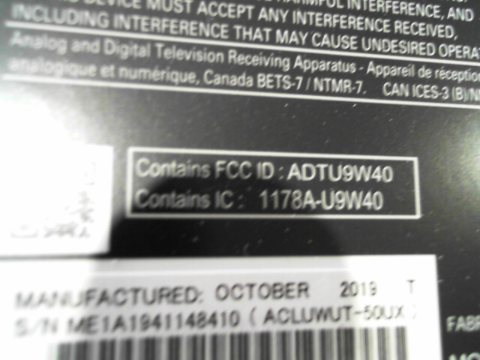 DEVICE MUST ACCEPT ANY INTERFERENCE RECEIVED,
INCLUDING INTERFERENCE THAT MAY CAUSE UNDESIRED
Analog and Digital Television Receiving Apparatus - Appareil de réception
analogique et numérique, Canada BETS-7 / NTMR-7. CAN ICES-3 (B)
Contains FCC ID : ADTU9W40
Contains IC : 1178A-U9W40
MANUFACTURED: OCTOBER 2019 T
S/N ME1A1941148410 ( ACLUWUT-50UX )